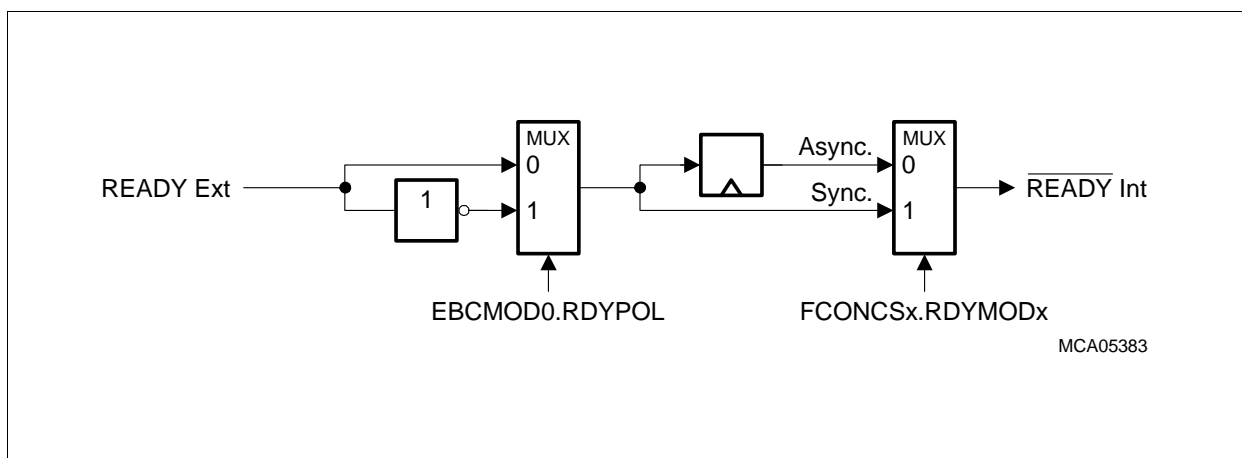 MUX
MUX
Async.
0
0
READY Ext
1
1
Sync.
1
READY Int
EBCMOD0.RDYPOL
FCONCSx.RDYMODx
MCA05383